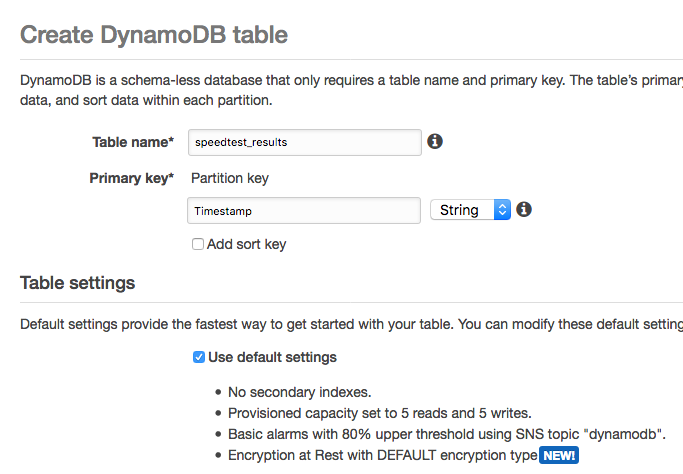 Create DynamoDB table
DynamoDB is a schema-less database that only requires a table name and primary key. The table's primary
data, and sort data within each partition.
Table name* speedtest_results
Primary key* Partition key
Timestamp String
Add sort key
Table settings
Default settings provide the fastest way to get started with your table. You can modify these default setting
Use default settings
No secondary indexes.
Provisioned capacity set to 5 reads and 5 writes.
Basic alarms with 80% upper threshold using SNS topic "dynamodb".
Encryption at Rest with DEFAULT encryption type NEW!